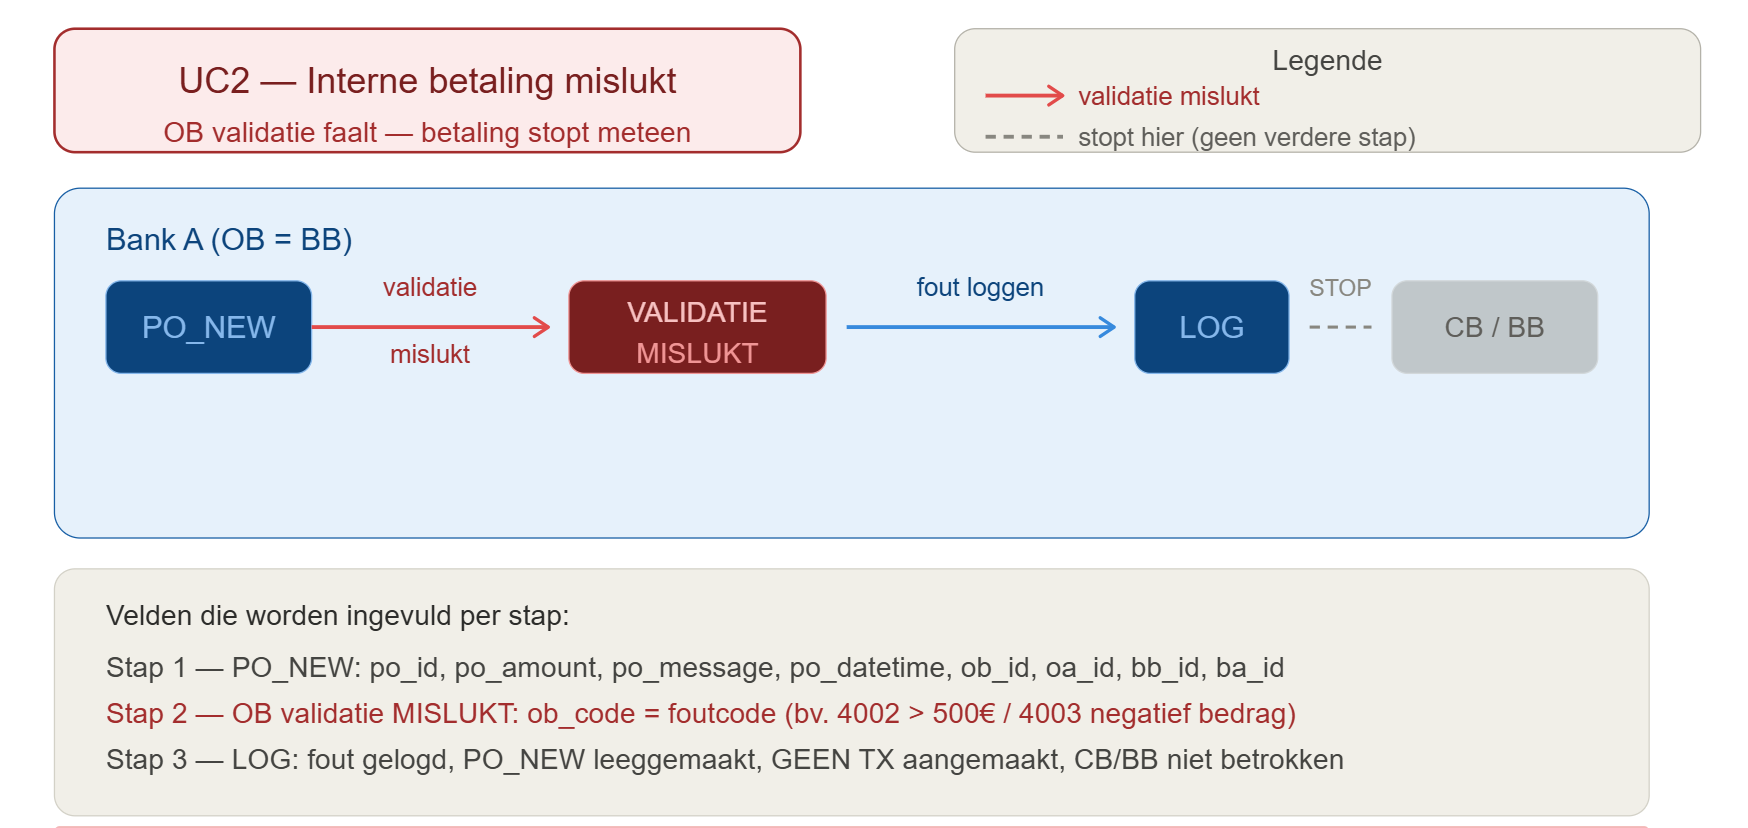 UC2 — Interne betaling mislukt
OB validatie faalt — betaling stopt meteen
Legende
validatie mislukt
stopt hier (geen verdere stap)
Bank A (OB = BB)
PO_NEW
validatie
mislukt
VALIDATIE
MISLUKT
fout loggen
LOG
STOP
CB / BB
Velden die worden ingevuld per stap:
Stap 1 — PO_NEW: po_id, po_amount, po_message, po_datetime, ob_id, oa_id, bb_id, ba_id
Stap 2 — OB validatie MISLUKT: ob_code = foutcode (bv. 4002 > 500€ / 4003 negatief bedrag)
Stap 3 — LOG: fout gelogd, PO_NEW leeggemaakt, GEEN TX aangemaakt, CB/BB niet betrokken